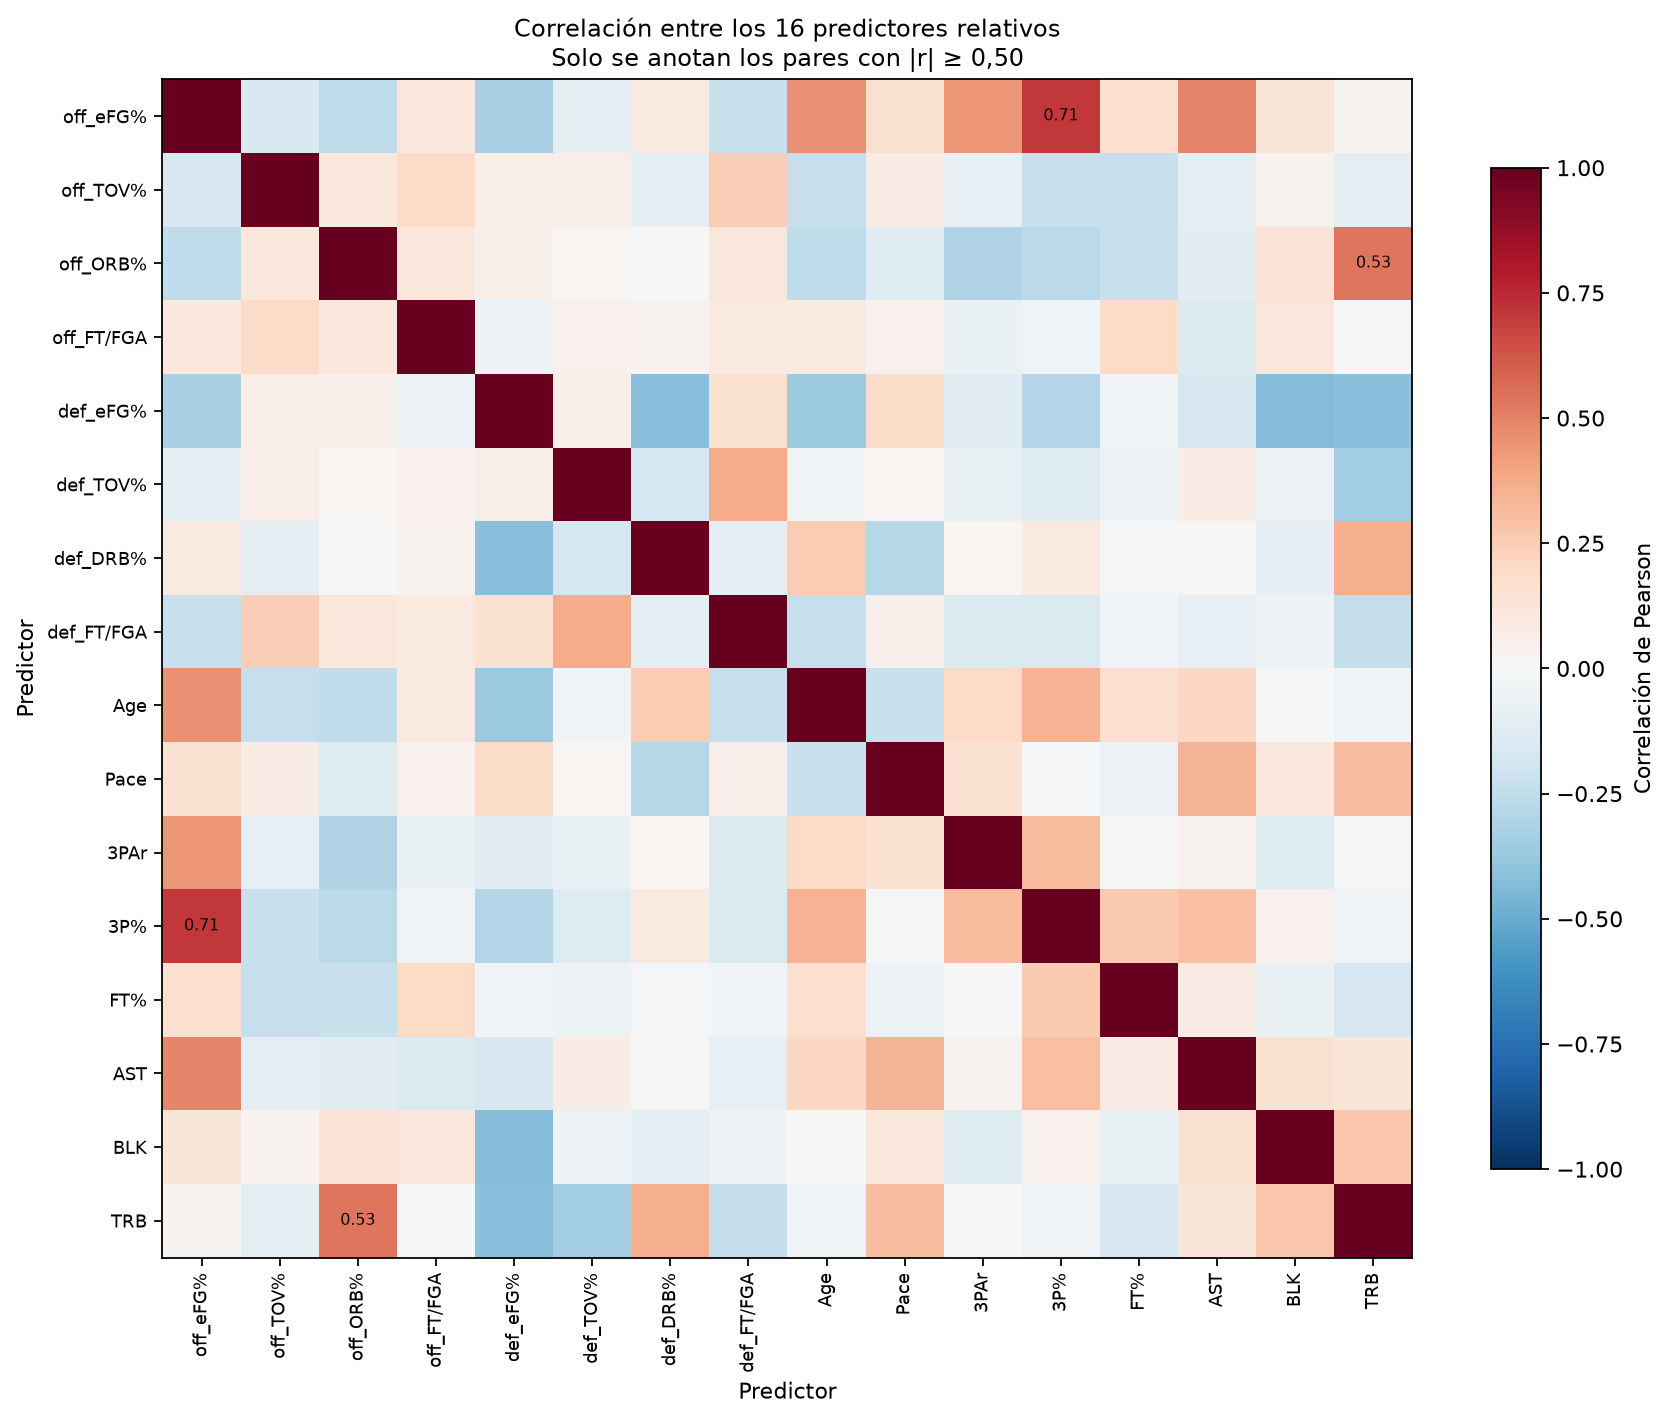 Correlación entre los 16 predictores relativos
Solo se anotan los pares con |r| ≥ 0,50
off_eFG%
off_TOV%
off_ORB%
off_FT/FGA
def_eFG%
def_TOV%
def_DRB%
def_FT/FGA
Age
Pace
3PAr
3P%
FT%
AST
BLK
TRB
Predictor
0.71
0.53
0.71
0.53
off_eFG%
off_TOV%
off_ORB%
off_FT/FGA
def_eFG%
def_TOV%
def_DRB%
def_FT/FGA
Age
Pace
3PAr
3P%
FT%
AST
BLK
TRB
Predictor
1.00
0.75
0.50
0.25
0.00
−0.25
−0.50
−0.75
−1.00
Correlación de Pearson